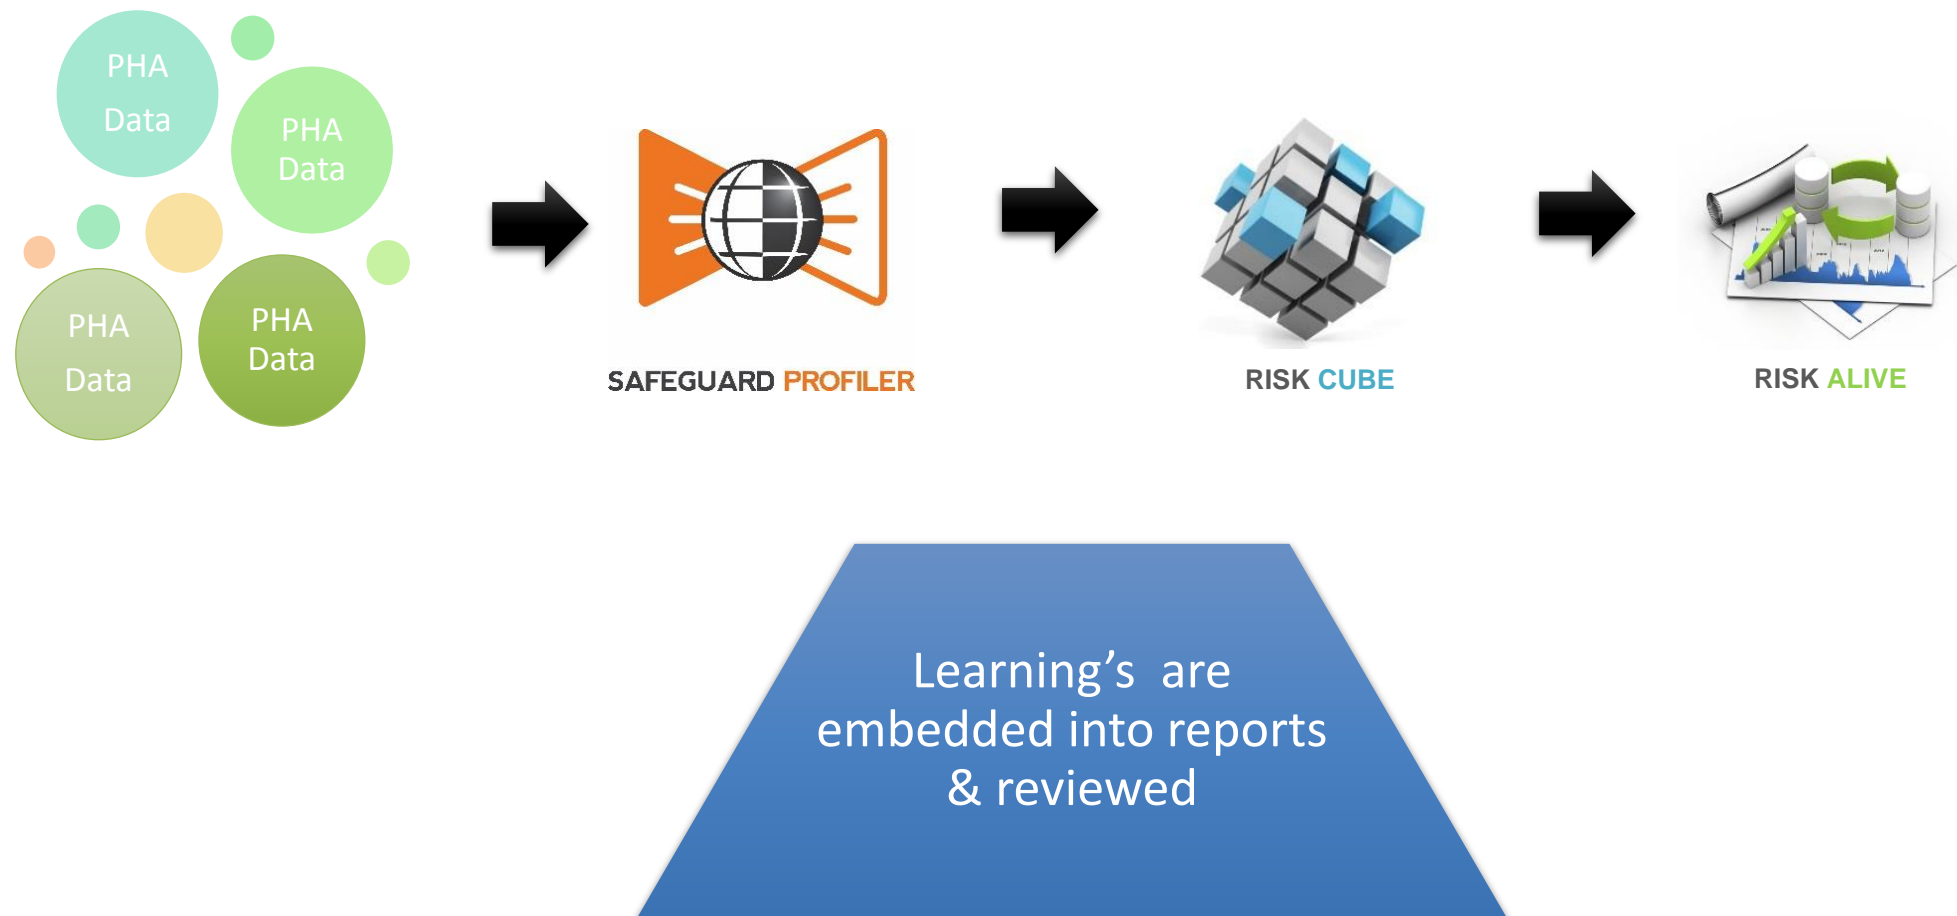 PHA
Data
PHA
Data
PHA
Data
PHA
Data
SAFEGUARD PROFILER
RISK CUBE
RISK ALIVE
Learning’s  are
embedded into reports
& reviewed